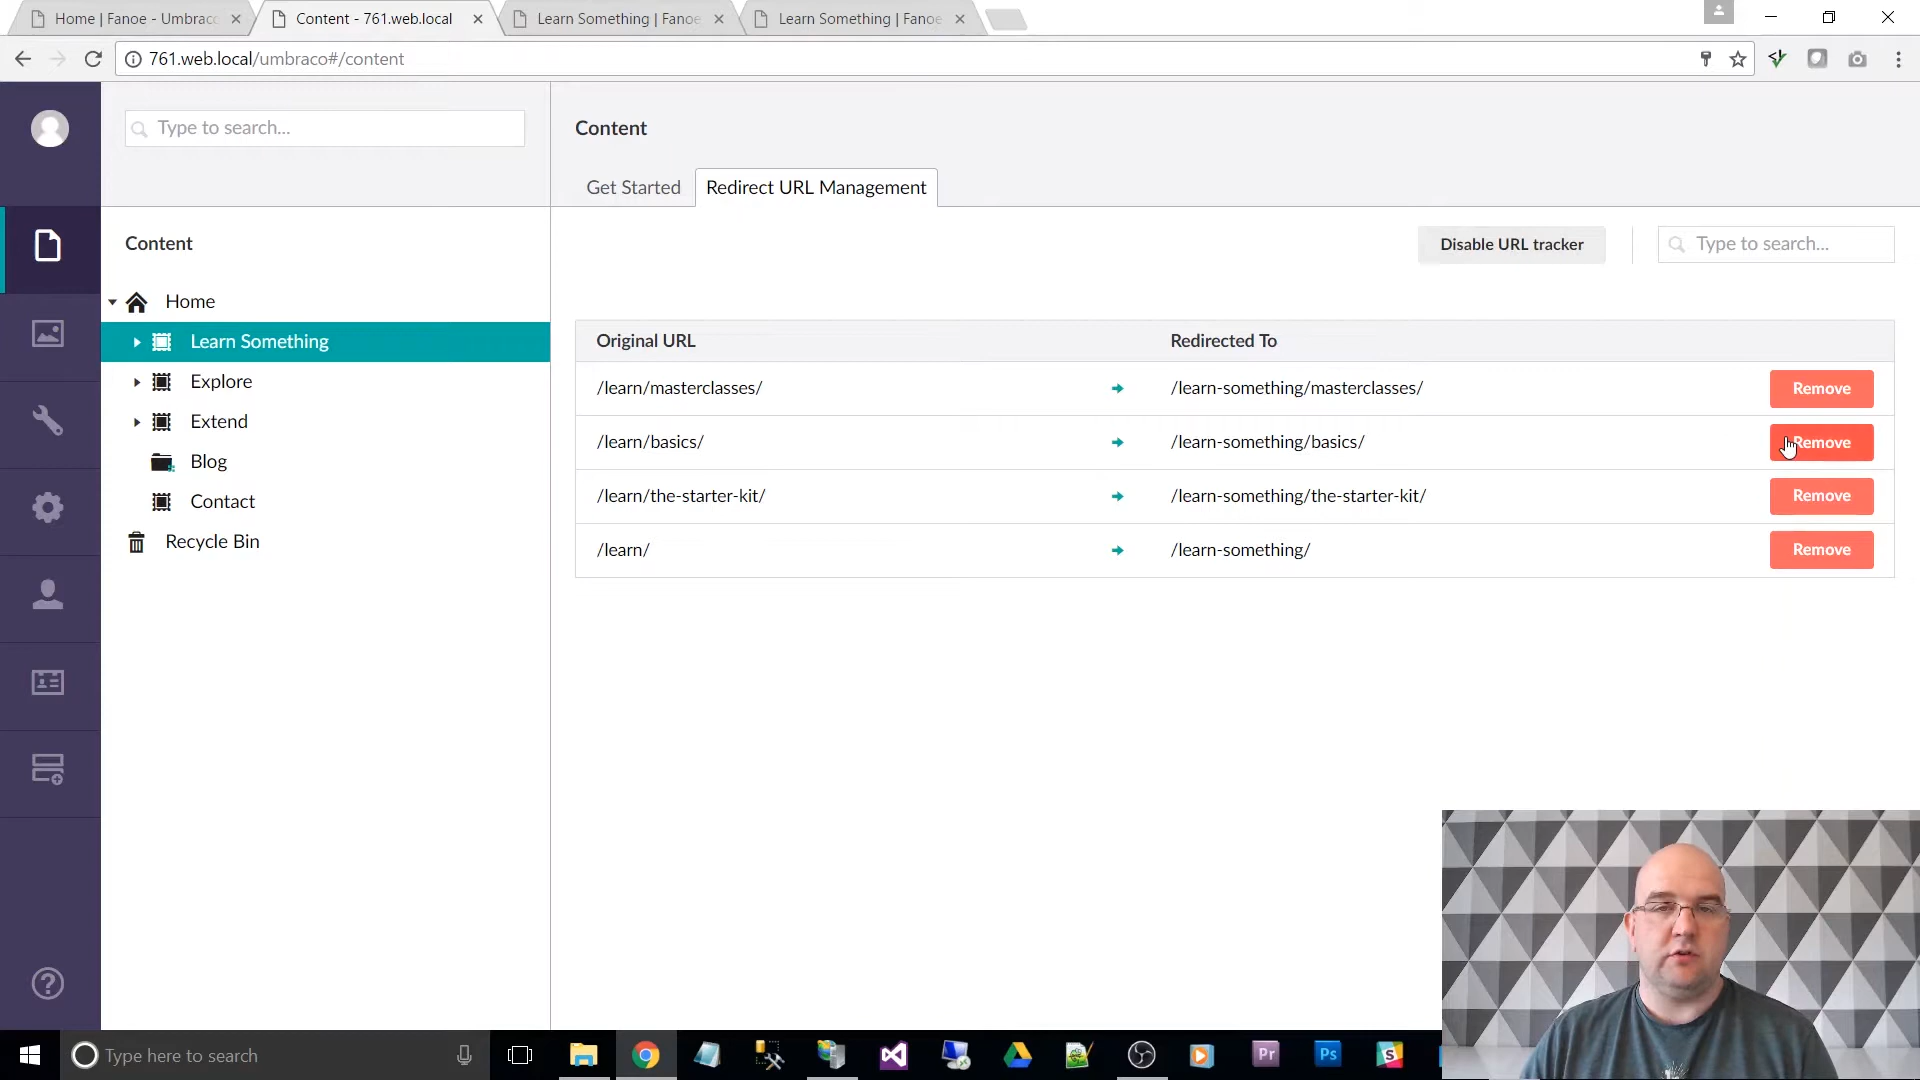 Home | Fanoe - Umbrac
Content - 761.web.local
Learn Something | Fanoe
Learn Something | Fanoe
761.web.local/umbraco#/content
Type to search...
Content
Get Started
Redirect URL Management
Content
Disable URL tracker
Type to search...
Home
Learn Something
Explore
Extend
Blog
Contact
Recycle Bin
Original URL
Redirected To
/learn/masterclasses/
/learn-something/masterclasses/
Remove
/learn/basics/
/learn-something/basics/
Remove
/learn/the-starter-kit/
/learn-something/the-starter-kit/
Remove
/learn/
/learn-something/
Remove
Type here to search
Pr
Ps